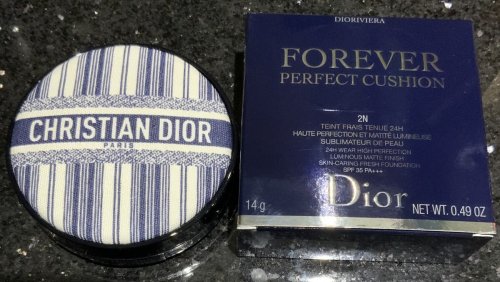 CHRISTIAN DIOR
PARIS
DIORIVIERA
FOREVER
PERFECT CUSHION
2N
TEINT FRAIS TENUE 24H
HAUTE PERFECTION ET MATITÉ LUMINEUSE
SUBLIMATEUR DE PEAU
24H WEAR HIGH PERFECTION
LUMINOUS MATTE FINISH
SKIN-CARING FRESH FOUNDATION
SPF 35 PA+++
Dior
14 g
NET WT. 0.49 OZ